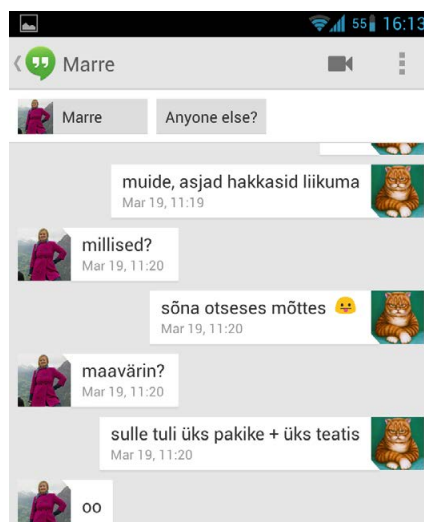 55 16:13
Marre
Marre Anyone else?
muide, asjad hakkasid liikuma
Mar 19, 11:19
millised?
Mar 19, 11:20
sõna otseses mõttes 😛
Mar 19, 11:20
maavärin?
Mar 19, 11:20
sulle tuli üks pakike + üks teatis
Mar 19, 11:20
oo